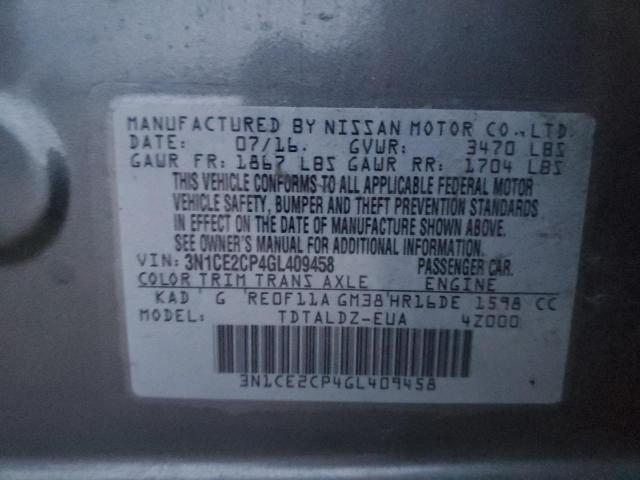 MANUFACTURED BY NISSAN MOTOR CO., LTD.
DATE: 07/16. GVWR: 3470 LBS
GAWR FR: 1867 LBS GAWR RR: 1704 LBS
THIS VEHICLE CONFORMS TO ALL APPLICABLE FEDERAL MOTOR
VEHICLE SAFETY, BUMPER AND THEFT PREVENTION STANDARDS
IN EFFECT ON THE DATE OF MANUFACTURE SHOWN ABOVE.
SEE OWNER'S MANUAL FOR ADDITIONAL INFORMATION.
VIN: 3N1CE2CP4GL409458 PASSENGER CAR.
COLOR TRIM TRANS AXLE ENGINE
KAD G RE0F11A GM38 HR16DE 1598 CC
MODEL: TDTALDZ-EUA 4Z000
3N1CE2CP4GL409458